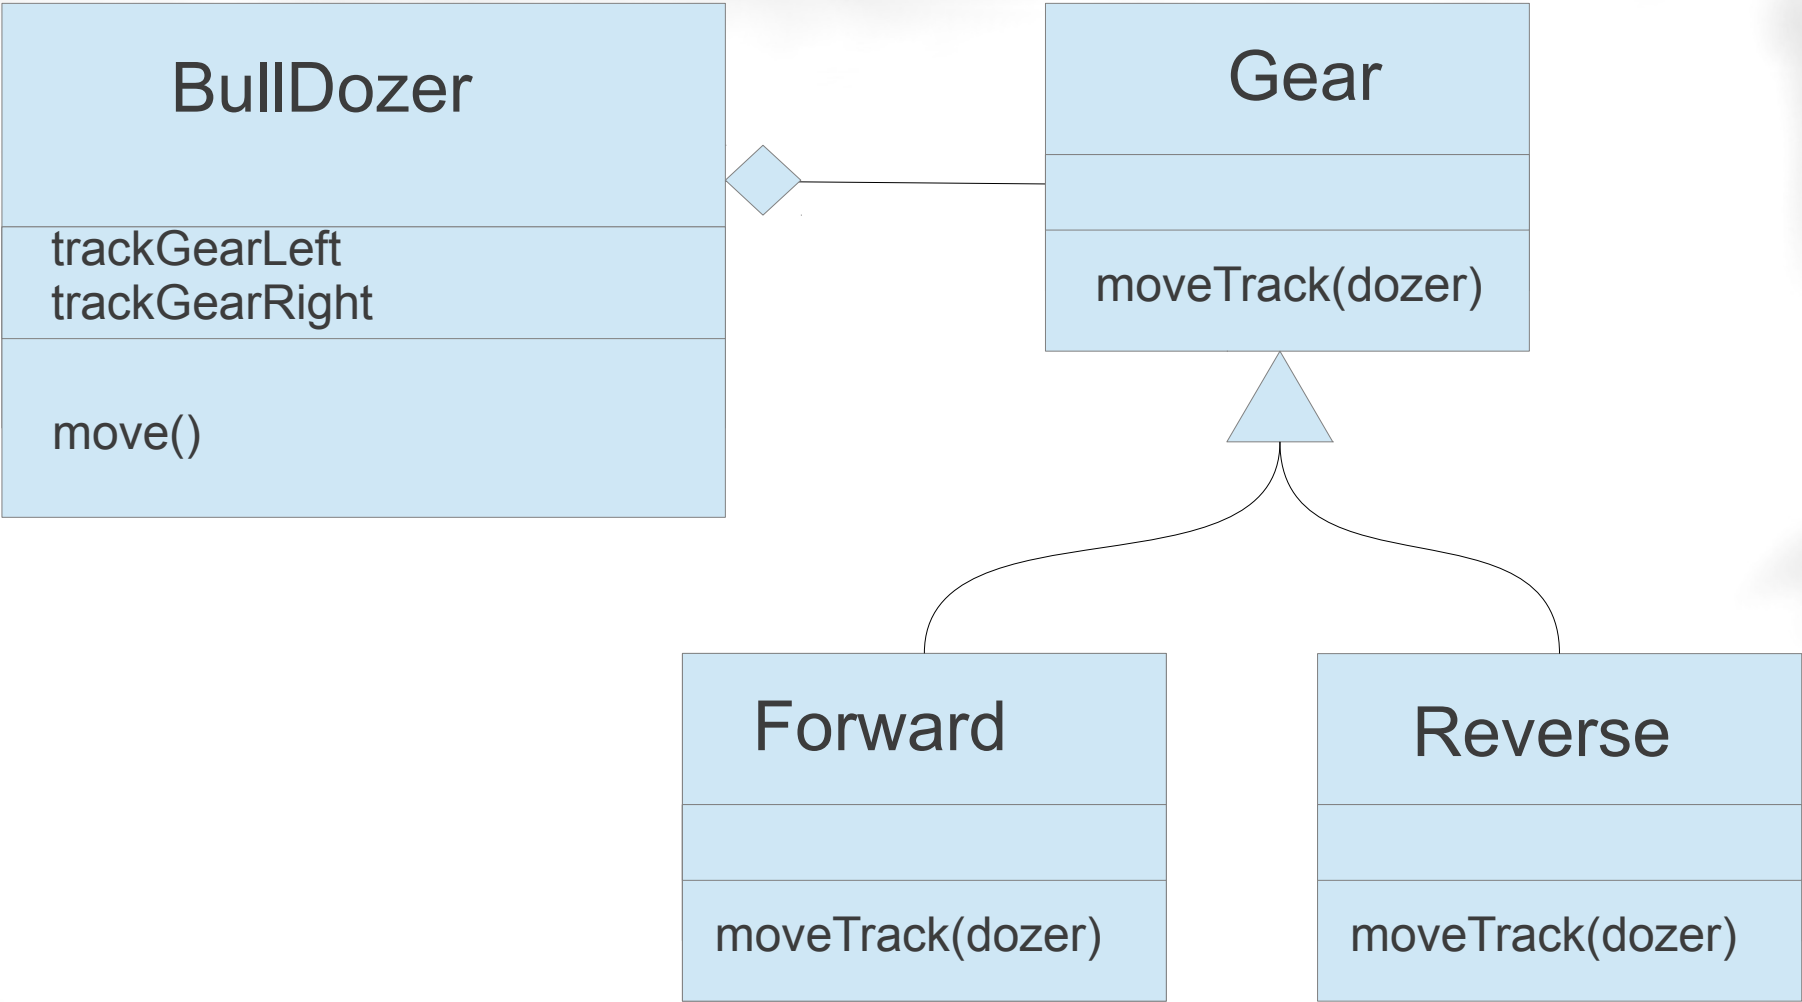 BullDozer
trackGearLeft
trackGearRight
move()
Gear
moveTrack(dozer)
Forward
moveTrack(dozer)
Reverse
moveTrack(dozer)